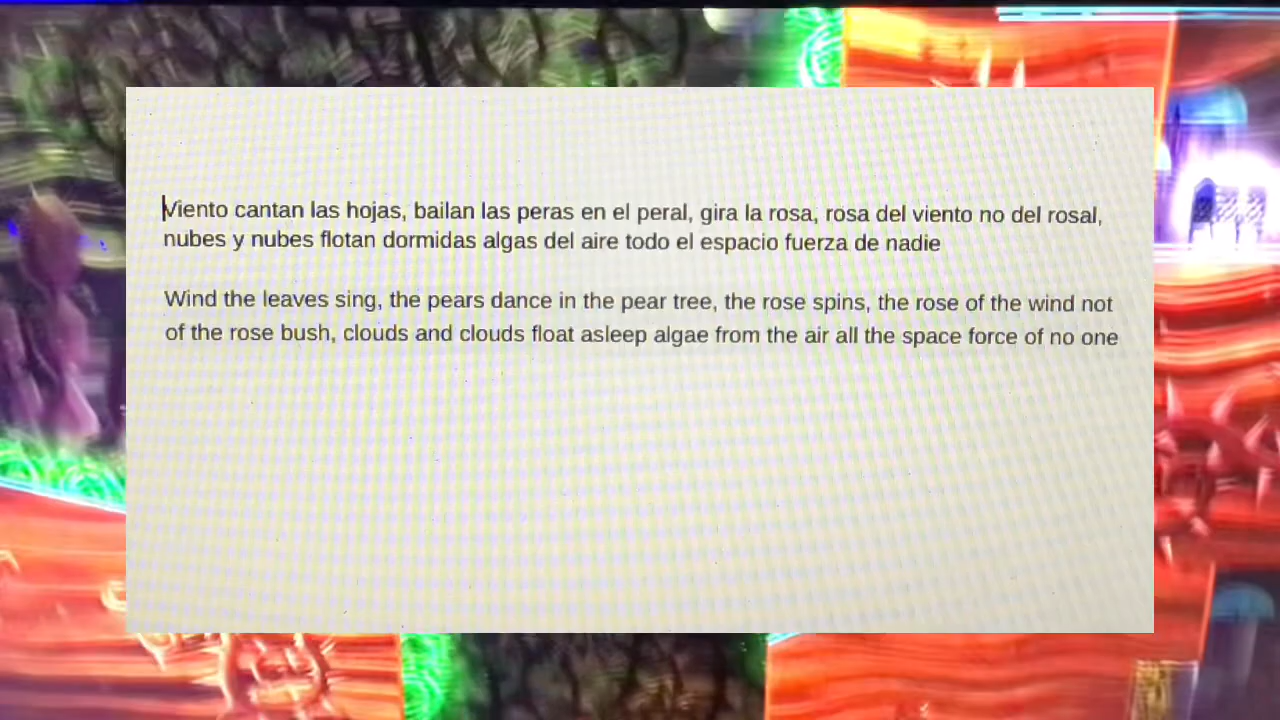 Viento cantan las hojas, bailan las peras en el peral, gira la rosa, rosa del viento no del rosal,
nubes y nubes flotan dormidas algas del aire todo el espacio fuerza de nadie
Wind the leaves sing, the pears dance in the pear tree, the rose spins, the rose of the wind not
of the rose bush, clouds and clouds float asleep algae from the air all the space force of no one